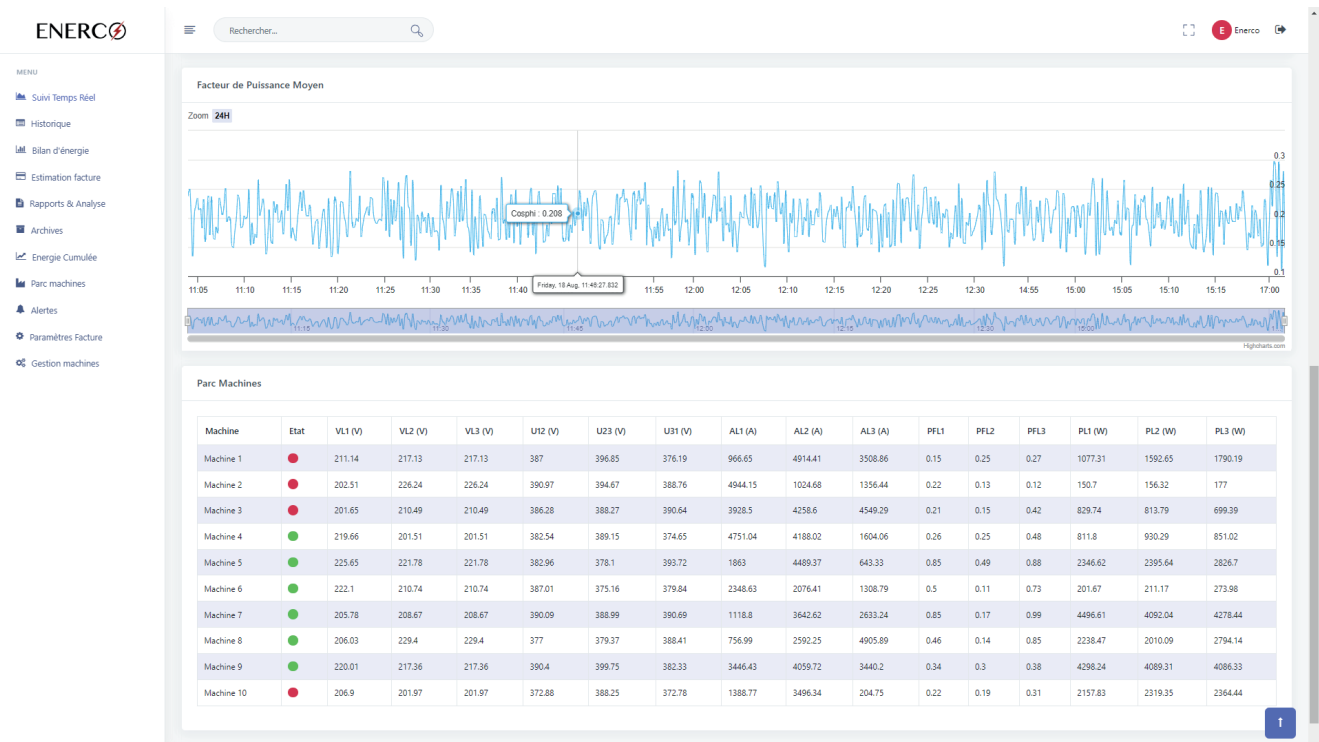 ENERCO
Rechercher...
E Enerco
MENU
Suivi Temps Réel
Historique
Bilan d'énergie
Estimation facture
Rapports & Analyse
Archives
Energie Cumulée
Parc machines
Alertes
Paramètres Facture
Gestion machines
Facteur de Puissance Moyen
Zoom 24H
0.3
0.25
0.2
0.15
0.1
Cosphi : 0.208
11:05 11:10 11:15 11:20 11:25 11:30 11:35 11:40 Friday, 18 Aug, 11:46:27.832 11:55 12:00 12:05 12:10 12:15 12:20 12:25 12:30 14:55 15:00 15:05 15:10 15:15 17:00
11:15 11:30 11:45 12:00 12:15 12:30 15:00
Highcharts.com
Parc Machines
Machine Etat VL1 (V) VL2 (V) VL3 (V) U12 (V) U23 (V) U31 (V) AL1 (A) AL2 (A) AL3 (A) PFL1 PFL2 PFL3 PL1 (W) PL2 (W) PL3 (W)
Machine 1 211.14 217.13 217.13 387 396.85 376.19 966.65 4914.41 3508.86 0.15 0.25 0.27 1077.31 1592.65 1790.19
Machine 2 202.51 226.24 226.24 390.97 394.67 388.76 4944.15 1024.68 1356.44 0.22 0.13 0.12 150.7 156.32 177
Machine 3 201.65 210.49 210.49 386.28 388.27 390.64 3928.5 4258.6 4549.29 0.21 0.15 0.42 829.74 813.79 699.39
Machine 4 219.66 201.51 201.51 382.54 389.15 374.65 4751.04 4188.02 1604.06 0.26 0.25 0.48 811.8 930.29 851.02
Machine 5 225.65 221.78 221.78 382.96 378.1 393.72 1863 4489.37 643.33 0.85 0.49 0.88 2346.62 2395.64 2826.7
Machine 6 222.1 210.74 210.74 387.01 375.16 379.84 2348.63 2076.41 1308.79 0.5 0.11 0.73 201.67 211.17 273.98
Machine 7 205.78 208.67 208.67 390.09 388.99 390.69 1118.8 3642.62 2633.24 0.85 0.17 0.99 4496.61 4092.04 4278.44
Machine 8 206.03 229.4 229.4 377 379.37 388.41 756.99 2592.25 4905.89 0.46 0.14 0.85 2238.47 2010.09 2794.14
Machine 9 220.01 217.36 217.36 390.4 399.75 382.33 3446.43 4059.72 3440.2 0.34 0.3 0.38 4298.24 4089.31 4086.33
Machine 10 206.9 201.97 201.97 372.88 388.25 372.78 1388.77 3496.34 204.75 0.22 0.19 0.31 2157.83 2319.35 2364.44